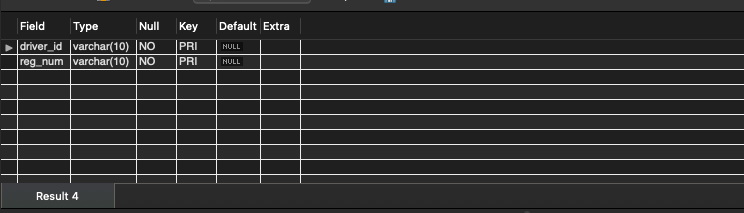 Field Type Null Key Default Extra
driver_id varchar(10) NO PRI NULL
reg_num varchar(10) NO PRI NULL
Result 4